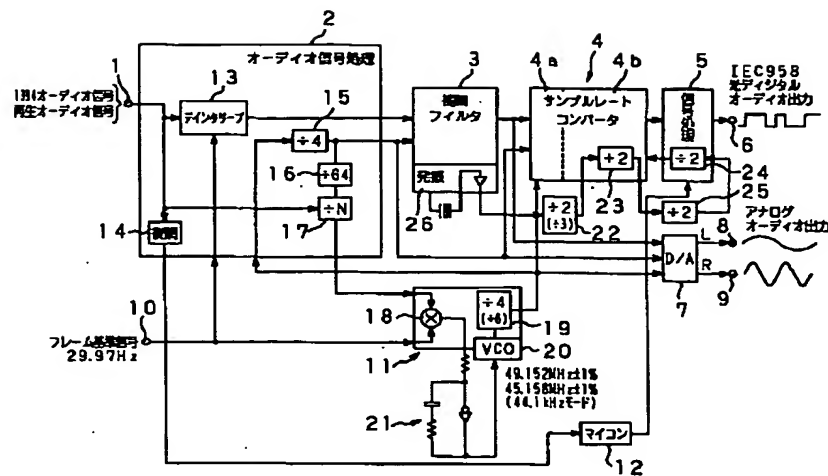 2
オーディオ信号処理
1
13
1394オーディオ信号
再生オーディオ信号
デインタリーブ
15
÷4
16
÷64
÷N
17
14
3
補間
フィルタ
発振
26
4
4a
4b
サンプルレート
コンバータ
÷2
23
÷2
(÷3)
22
5
÷2
24
÷2
25
IEC958
光ディジタル
オーディオ出力
6
アナログ
オーディオ出力
L
8
D/A
R
7
9
10
フレーム基準信号
29.97Hz
18
11
÷4
(÷6)
19
VCO
20
49.152MHz±1%
45.158MHz±1%
(44.1kHzモード)
21
マイコン
12